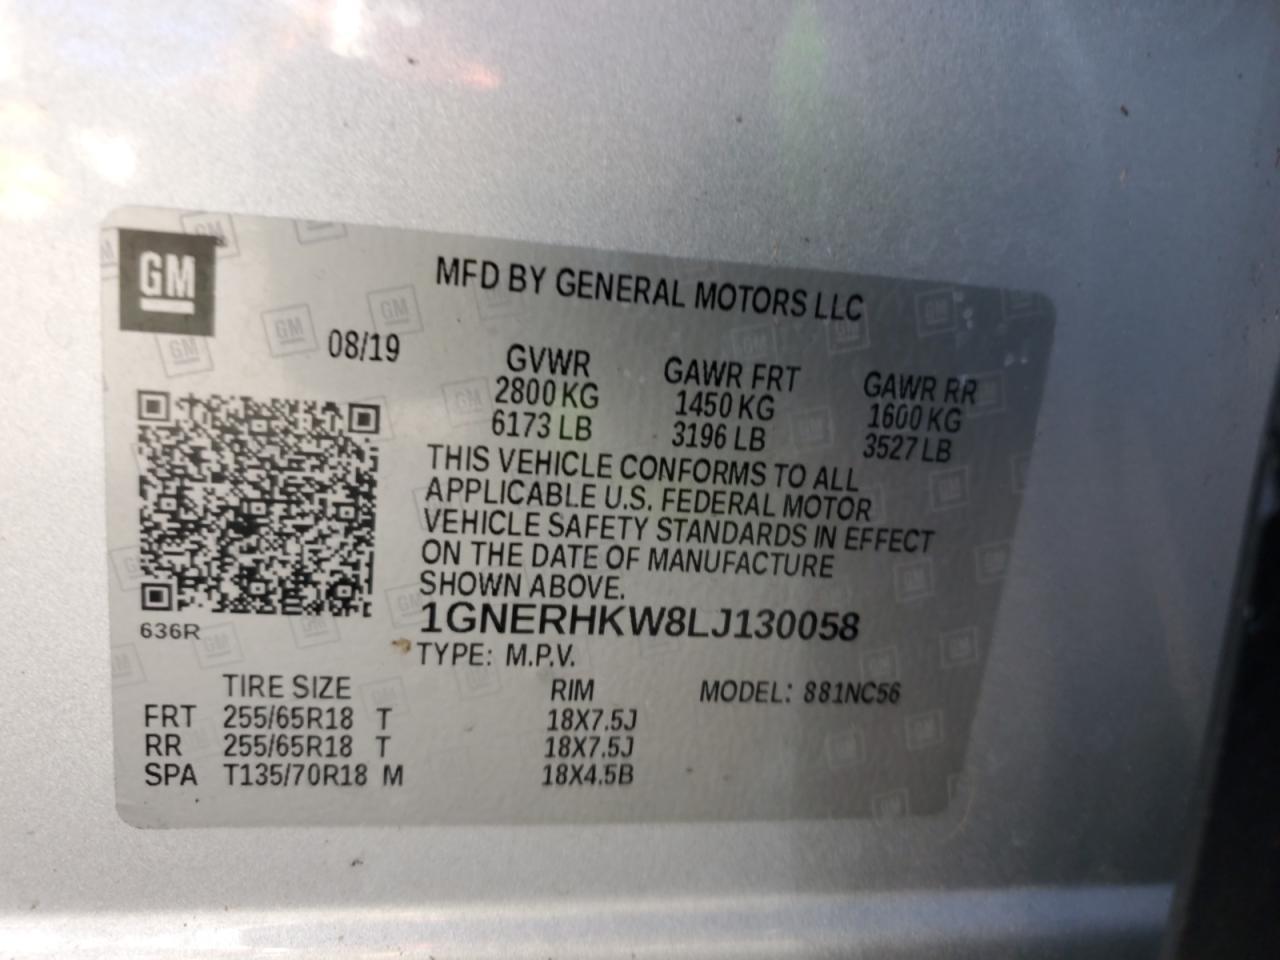 GM
MFD BY GENERAL MOTORS LLC
08/19
GVWR GAWR FRT GAWR RR
2800 KG 1450 KG 1600 KG
6173 LB 3196 LB 3527 LB
THIS VEHICLE CONFORMS TO ALL
APPLICABLE U.S. FEDERAL MOTOR
VEHICLE SAFETY STANDARDS IN EFFECT
ON THE DATE OF MANUFACTURE
SHOWN ABOVE.
1GNERHKW8LJ130058
636R
TYPE: M.P.V.
TIRE SIZE RIM MODEL: 881NC56
FRT 255/65R18 T 18X7.5J
RR 255/65R18 T 18X7.5J
SPA T135/70R18 M 18X4.5B